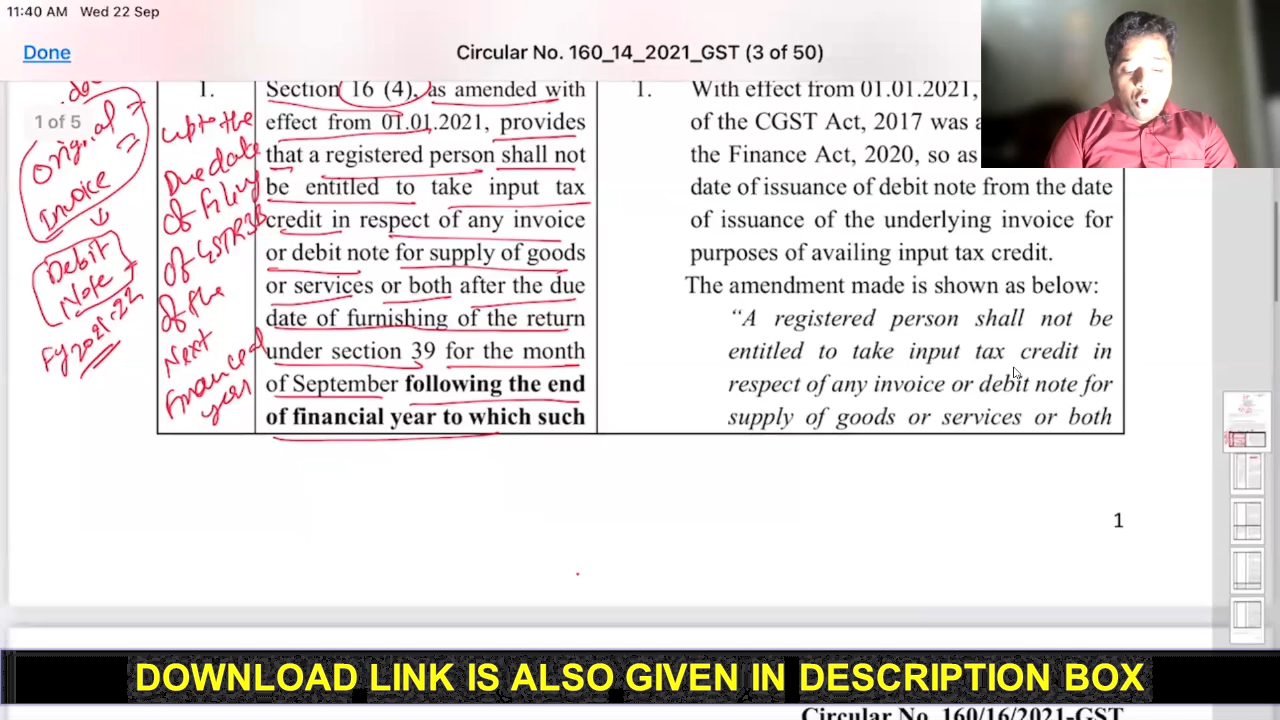 11:40 AM Wed 22 Sep
Done
Circular No. 160_14_2021_GST (3 of 50)
1 of 5
Original
Invoice
Debit
Note
FY 2021-22
upto the
Due date
of Filing
of GSTR3B
of the
Next
Financial
year
1.
Section 16 (4), as amended with
effect from 01.01.2021, provides
that a registered person shall not
be entitled to take input tax
credit in respect of any invoice
or debit note for supply of goods
or services or both after the due
date of furnishing of the return
under section 39 for the month
of September following the end
of financial year to which such
1.
With effect from 01.01.2021,
of the CGST Act, 2017 was
the Finance Act, 2020, so as
date of issuance of debit note from the date
of issuance of the underlying invoice for
purposes of availing input tax credit.
The amendment made is shown as below:
“A registered person shall not be
entitled to take input tax credit in
respect of any invoice or debit note for
supply of goods or services or both
1
DOWNLOAD LINK IS ALSO GIVEN IN DESCRIPTION BOX
Circular No. 160/16/2021-GST